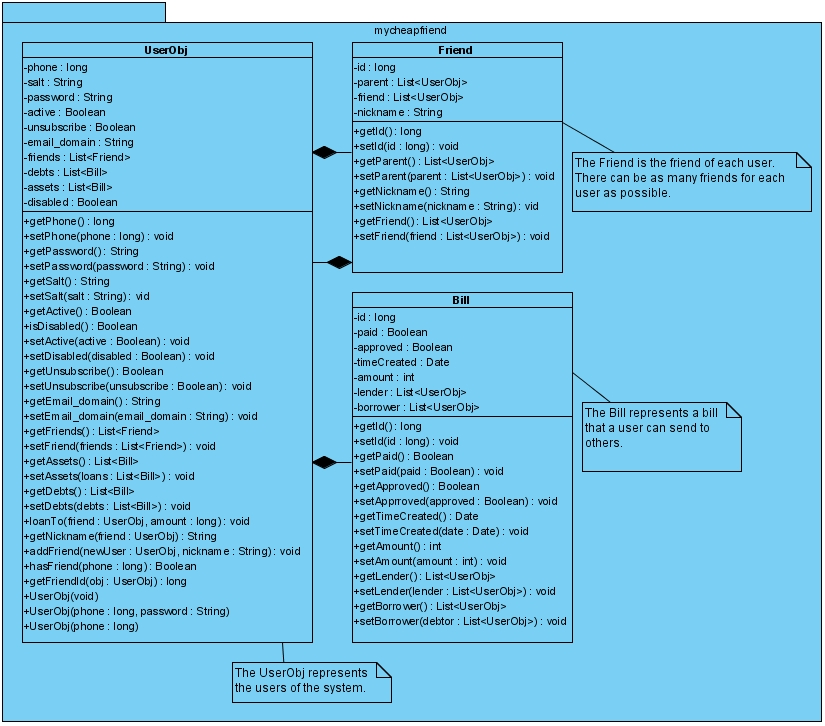 mycheapfriend
UserObj
-phone : long
-salt : String
-password : String
-active : Boolean
-unsubscribe : Boolean
-email_domain : String
-friends : List<Friend>
-debts : List<Bill>
-assets : List<Bill>
-disabled : Boolean
+getPhone() : long
+setPhone(phone : long) : void
+getPassword() : String
+setPassword(password : String) : void
+getSalt() : String
+setSalt(salt : String) : vid
+getActive() : Boolean
+isDisabled() : Boolean
+setActive(active : Boolean) : void
+setDisabled(disabled : Boolean) : void
+getUnsubscribe() : Boolean
+setUnsubscribe(unsubscribe : Boolean) : void
+getEmail_domain() : String
+setEmail_domain(email_domain : String) : void
+getFriends() : List<Friend>
+setFriend(friends : List<Friend>) : void
+getAssets() : List<Bill>
+setAssets(loans : List<Bill>) : void
+getDebts() : List<Bill>
+setDebts(debts : List<Bill>) : void
+loanTo(friend : UserObj, amount : long) : void
+getNickname(friend : UserObj) : String
+addFriend(newUser : UserObj, nickname : String) : void
+hasFriend(phone : long) : Boolean
+getFriendId(obj : UserObj) : long
+UserObj(void)
+UserObj(phone : long, password : String)
+UserObj(phone : long)
Friend
-id : long
-parent : List<UserObj>
-friend : List<UserObj>
-nickname : String
+getId() : long
+setId(id : long) : void
+getParent() : List<UserObj>
+setParent(parent : List<UserObj>) : void
+getNickname() : String
+setNickname(nickname : String) : vid
+getFriend() : List<UserObj>
+setFriend(friend : List<UserObj>) : void
The Friend is the friend of each user.
There can be as many friends for each
user as possible.
Bill
-id : long
-paid : Boolean
-approved : Boolean
-timeCreated : Date
-amount : int
-lender : List<UserObj>
-borrower : List<UserObj>
+getId() : long
+setId(id : long) : void
+getPaid() : Boolean
+setPaid(paid : Boolean) : void
+getApproved() : Boolean
+setApprroved(approved : Boolean) : void
+getTimeCreated() : Date
+setTimeCreated(date : Date) : void
+getAmount() : int
+setAmount(amount : int) : void
+getLender() : List<UserObj>
+setLender(lender : List<UserObj>) : void
+getBorrower() : List<UserObj>
+setBorrower(debtor : List<UserObj>) : void
The Bill represents a bill
that a user can send to
others.
The UserObj represents
the users of the system.